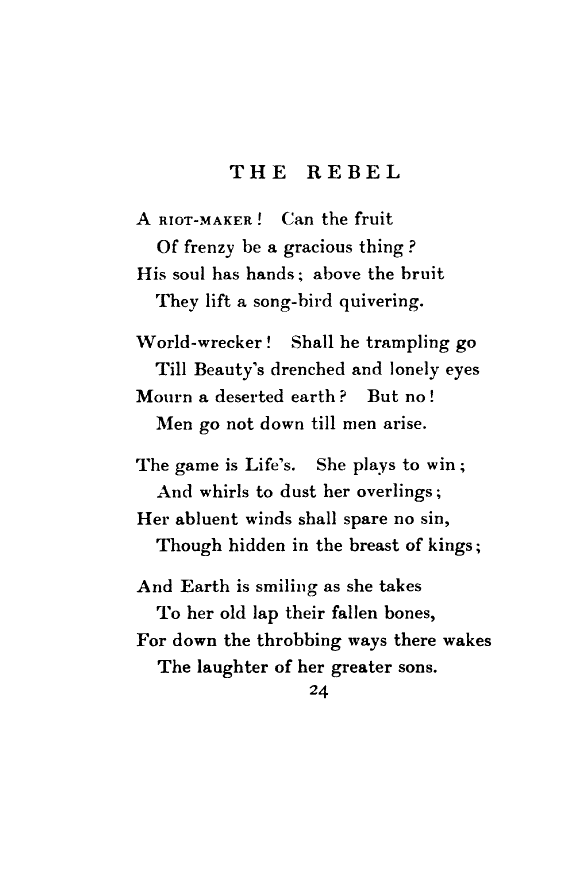 THE REBEL
A RIOT-MAKER! Can the fruit
Of frenzy be a gracious thing?
His soul has hands; above the bruit
They lift a song-bird quivering.
World-wrecker! Shall he trampling go
Till Beauty's drenched and lonely eyes
Mourn a deserted earth? But no!
Men go not down till men arise.
The game is Life's. She plays to win;
And whirls to dust her overlings;
Her abluent winds shall spare no sin,
Though hidden in the breast of kings;
And Earth is smiling as she takes
To her old lap their fallen bones,
For down the throbbing ways there wakes
The laughter of her greater sons.
24